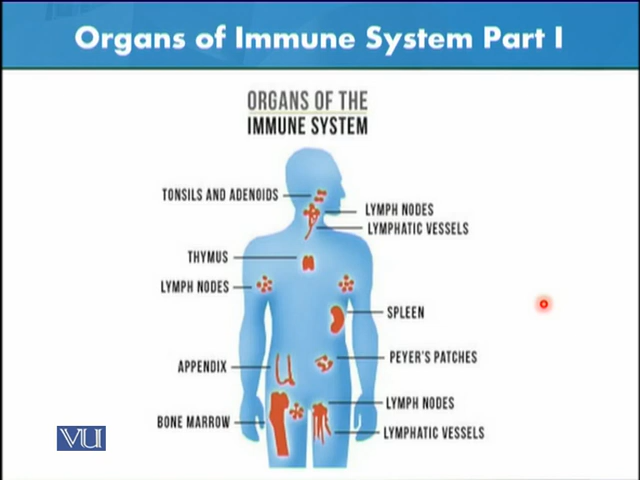 Organs of Immune System Part I
ORGANS OF THE
IMMUNE SYSTEM
TONSILS AND ADENOIDS
LYMPH NODES
LYMPHATIC VESSELS
THYMUS
LYMPH NODES
SPLEEN
PEYER'S PATCHES
APPENDIX
LYMPH NODES
BONE MARROW
LYMPHATIC VESSELS
VU